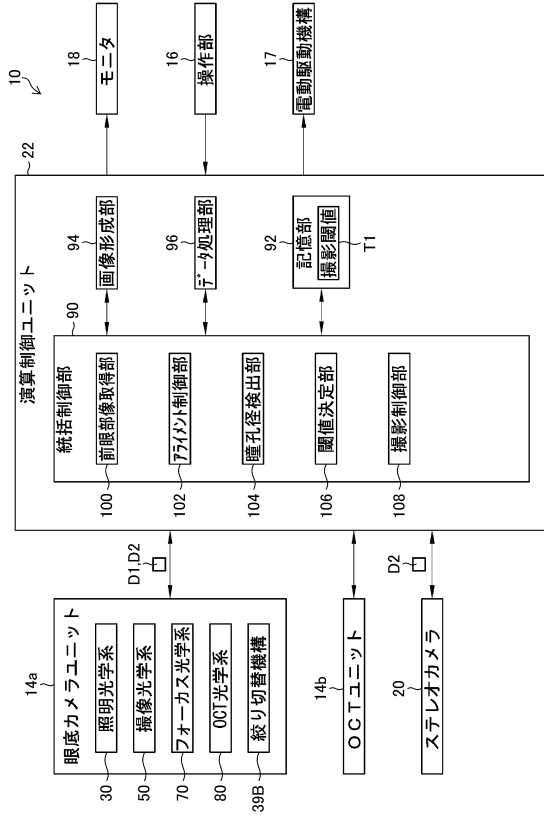 10
22
演算制御ユニット
14a
眼底カメラユニット
30
照明光学系
50
撮像光学系
70
フォーカス光学系
80
OCT光学系
39B
絞り切替機構
D1,D2
14b
OCTユニット
20
ステレオカメラ
D2
90
統括制御部
100
前眼部像取得部
102
アライメント制御部
104
瞳孔径検出部
106
閾値決定部
108
撮影制御部
94
画像形成部
96
データ処理部
92
記憶部
撮影閾値
T1
18
モニタ
16
操作部
17
電動駆動機構